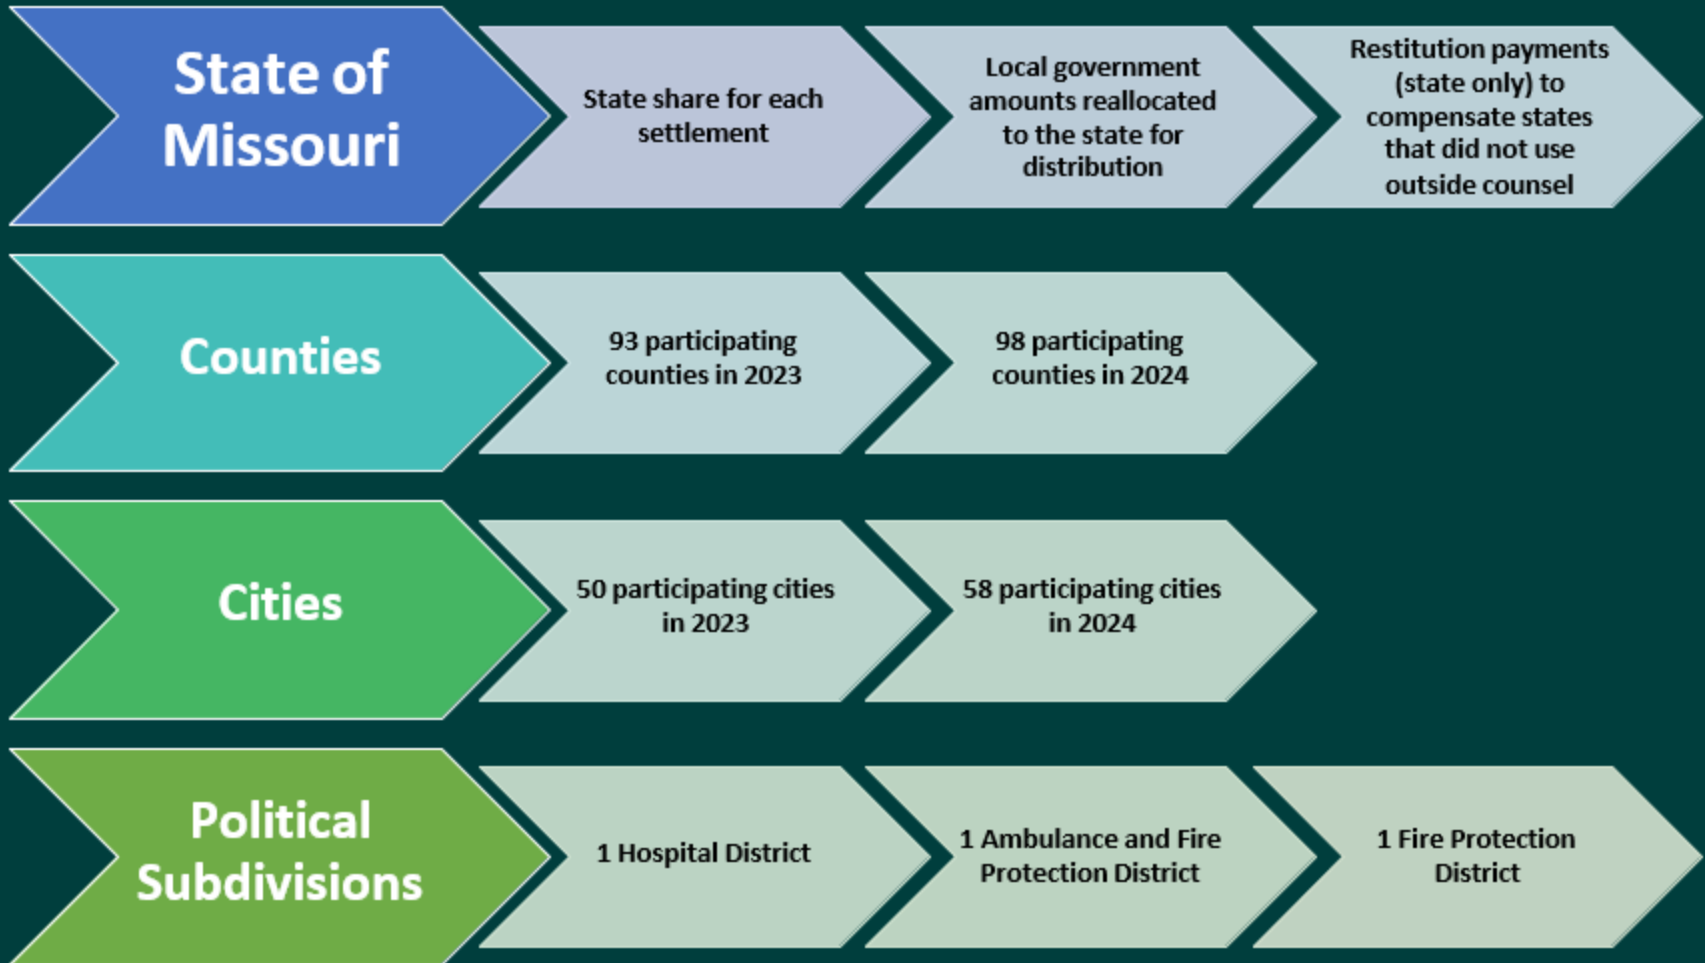 State of
Missouri
State share for each
settlement
Local government
amounts reallocated
to the state for
distribution
Restitution payments
(state only) to
compensate states
that did not use
outside counsel
Counties
93 participating
counties in 2023
98 participating
counties in 2024
Cities
50 participating cities
in 2023
58 participating cities
in 2024
Political
Subdivisions
1 Hospital District
1 Ambulance and Fire
Protection District
1 Fire Protection
District